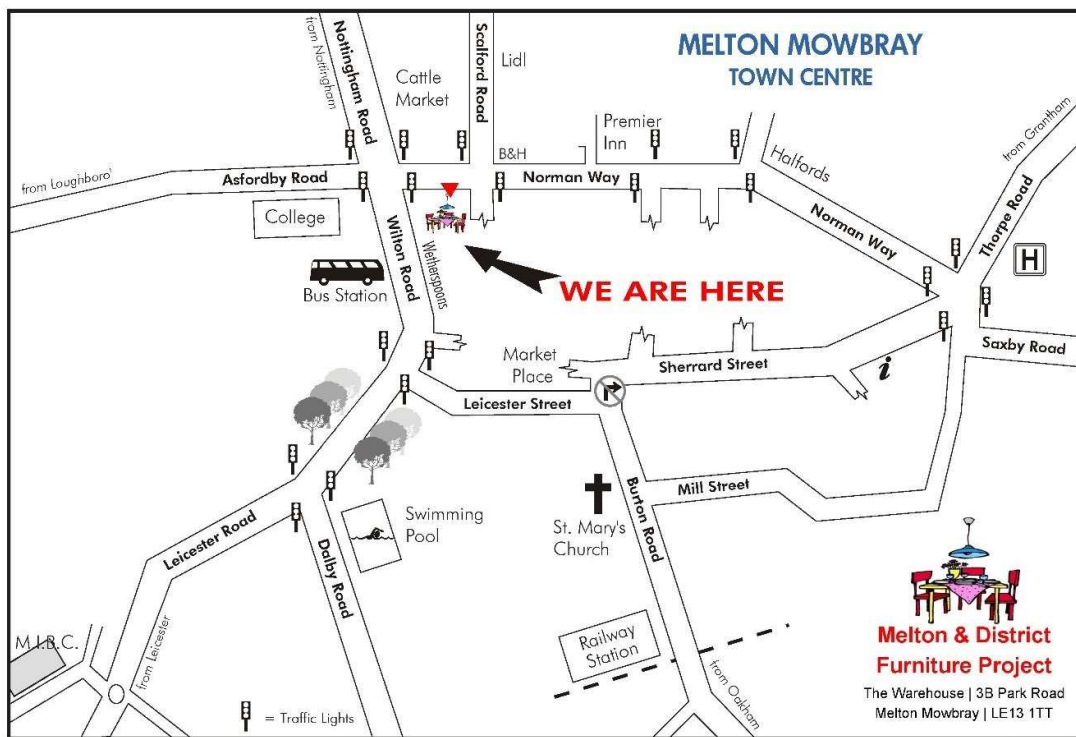 MELTON MOWBRAY
TOWN CENTRE
from Nottingham
Nottingham Road
Cattle
Market
Scalford Road
Lidl
B&H
Premier
Inn
Halfords
from Grantham
Thorpe Road
from Loughboro'
Asfordby Road
Norman Way
Norman Way
College
Wilton Road
Wetherspoons
Bus Station
WE ARE HERE
H
Saxby Road
Market
Place
Sherrard Street
i
Leicester Street
Mill Street
Burton Road
St. Mary's
Church
Swimming
Pool
Leicester Road
Dalby Road
from Leicester
M.I.B.C.
Railway
Station
from Oakham
= Traffic Lights
Melton & District
Furniture Project
The Warehouse | 3B Park Road
Melton Mowbray | LE13 1TT